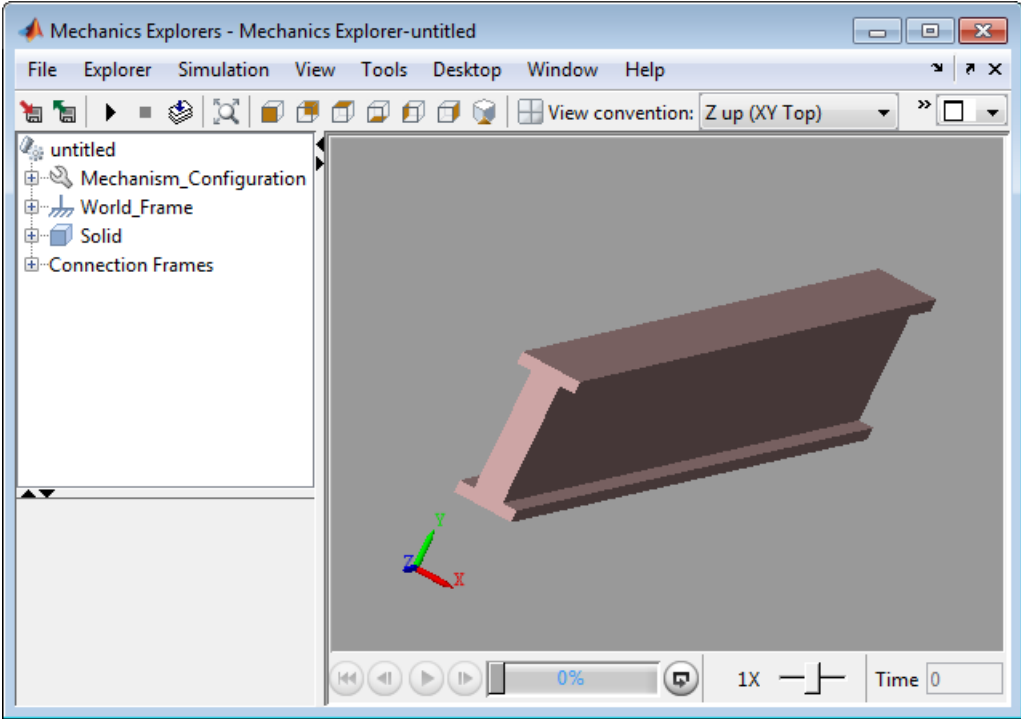 Mechanics Explorers - Mechanics Explorer-untitled
File Explorer Simulation View Tools Desktop Window Help
View convention: Z up (XY Top) »
untitled
Mechanism_Configuration
World_Frame
Solid
Connection Frames
Y
Z
X
0% 1X Time 0